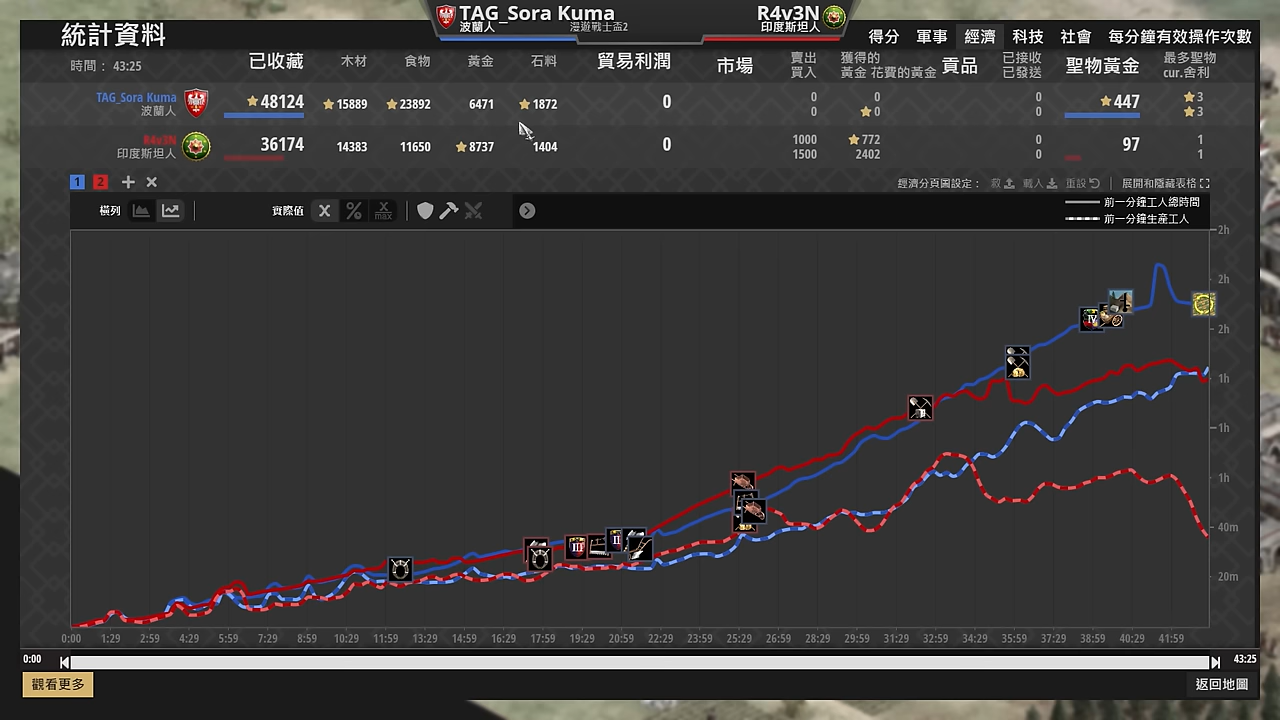 TAG_Sora Kuma
R4v3N
波蘭人
漫遊戰士盃2
印度斯坦人
統計資料
得分 軍事 經濟 科技 社會 每分鐘有效操作次數
時間： 43:25
已收藏 木材 食物 黃金 石料 貿易利潤 市場 賣出 買入 獲得的黃金 花費的黃金 貢品 已接收 已發送 聖物黃金 最多聖物 cur.舍利
TAG_Sora Kuma
波蘭人
48124 15889 23892 6471 1872 0 0 0 0 0 0 0 447 3 3
R4v3N
印度斯坦人
36174 14383 11650 8737 1404 0 1000 1500 772 2402 0 0 97 1 1
1 2
經濟分頁圖設定： 載入 重設 展開和隱藏表格
橫列 實際值 X % X max
前一分鐘工人總時間
前一分鐘生產工人
2h
2h
2h
1h
1h
1h
40m
20m
0:00 1:29 2:59 4:29 5:59 7:29 8:59 10:29 11:59 13:29 14:59 16:29 17:59 19:29 20:59 22:29 23:59 25:29 26:59 28:29 29:59 31:29 32:59 34:29 35:59 37:29 38:59 40:29 41:59
0:00 43:25
觀看更多
返回地圖